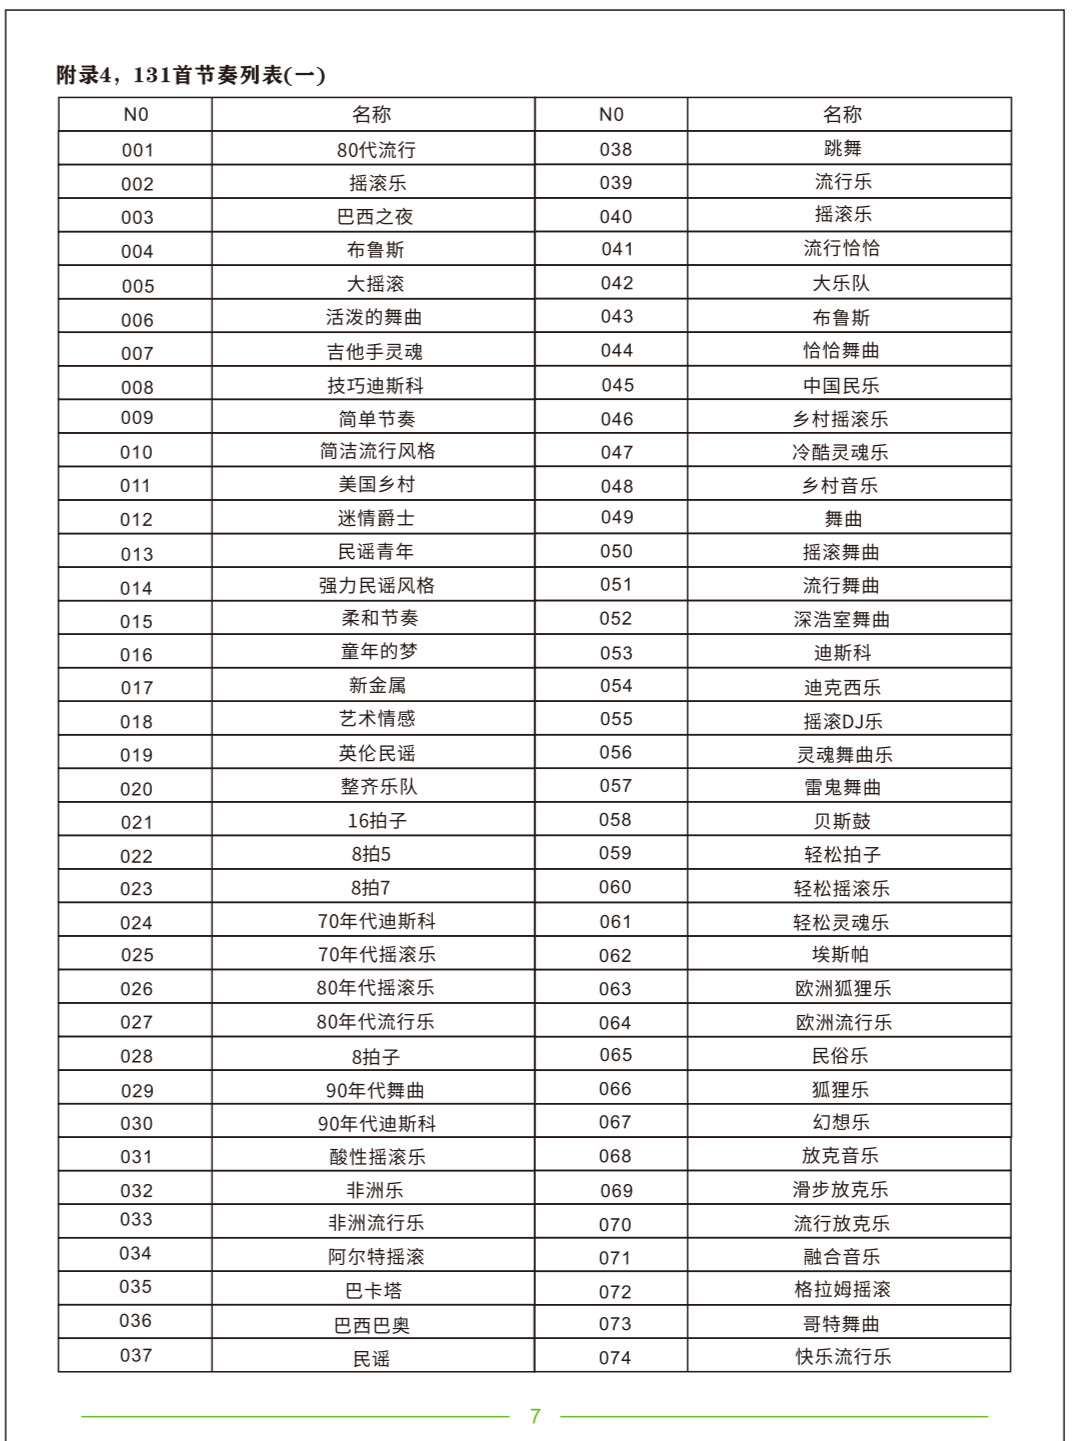 附录4，131首节奏列表(一)
N0 名称 N0 名称
001 80代流行 038 跳舞
002 摇滚乐 039 流行乐
003 巴西之夜 040 摇滚乐
004 布鲁斯 041 流行恰恰
005 大摇滚 042 大乐队
006 活泼的舞曲 043 布鲁斯
007 吉他手灵魂 044 恰恰舞曲
008 技巧迪斯科 045 中国民乐
009 简单节奏 046 乡村摇滚乐
010 简洁流行风格 047 冷酷灵魂乐
011 美国乡村 048 乡村音乐
012 迷情爵士 049 舞曲
013 民谣青年 050 摇滚舞曲
014 强力民谣风格 051 流行舞曲
015 柔和节奏 052 深浩室舞曲
016 童年的梦 053 迪斯科
017 新金属 054 迪克西乐
018 艺术情感 055 摇滚DJ乐
019 英伦民谣 056 灵魂舞曲乐
020 整齐乐队 057 雷鬼舞曲
021 16拍子 058 贝斯鼓
022 8拍5 059 轻松拍子
023 8拍7 060 轻松摇滚乐
024 70年代迪斯科 061 轻松灵魂乐
025 70年代摇滚乐 062 埃斯帕
026 80年代摇滚乐 063 欧洲狐狸乐
027 80年代流行乐 064 欧洲流行乐
028 8拍子 065 民俗乐
029 90年代舞曲 066 狐狸乐
030 90年代迪斯科 067 幻想乐
031 酸性摇滚乐 068 放克音乐
032 非洲乐 069 滑步放克乐
033 非洲流行乐 070 流行放克乐
034 阿尔特摇滚 071 融合音乐
035 巴卡塔 072 格拉姆摇滚
036 巴西巴奥 073 哥特舞曲
037 民谣 074 快乐流行乐
7